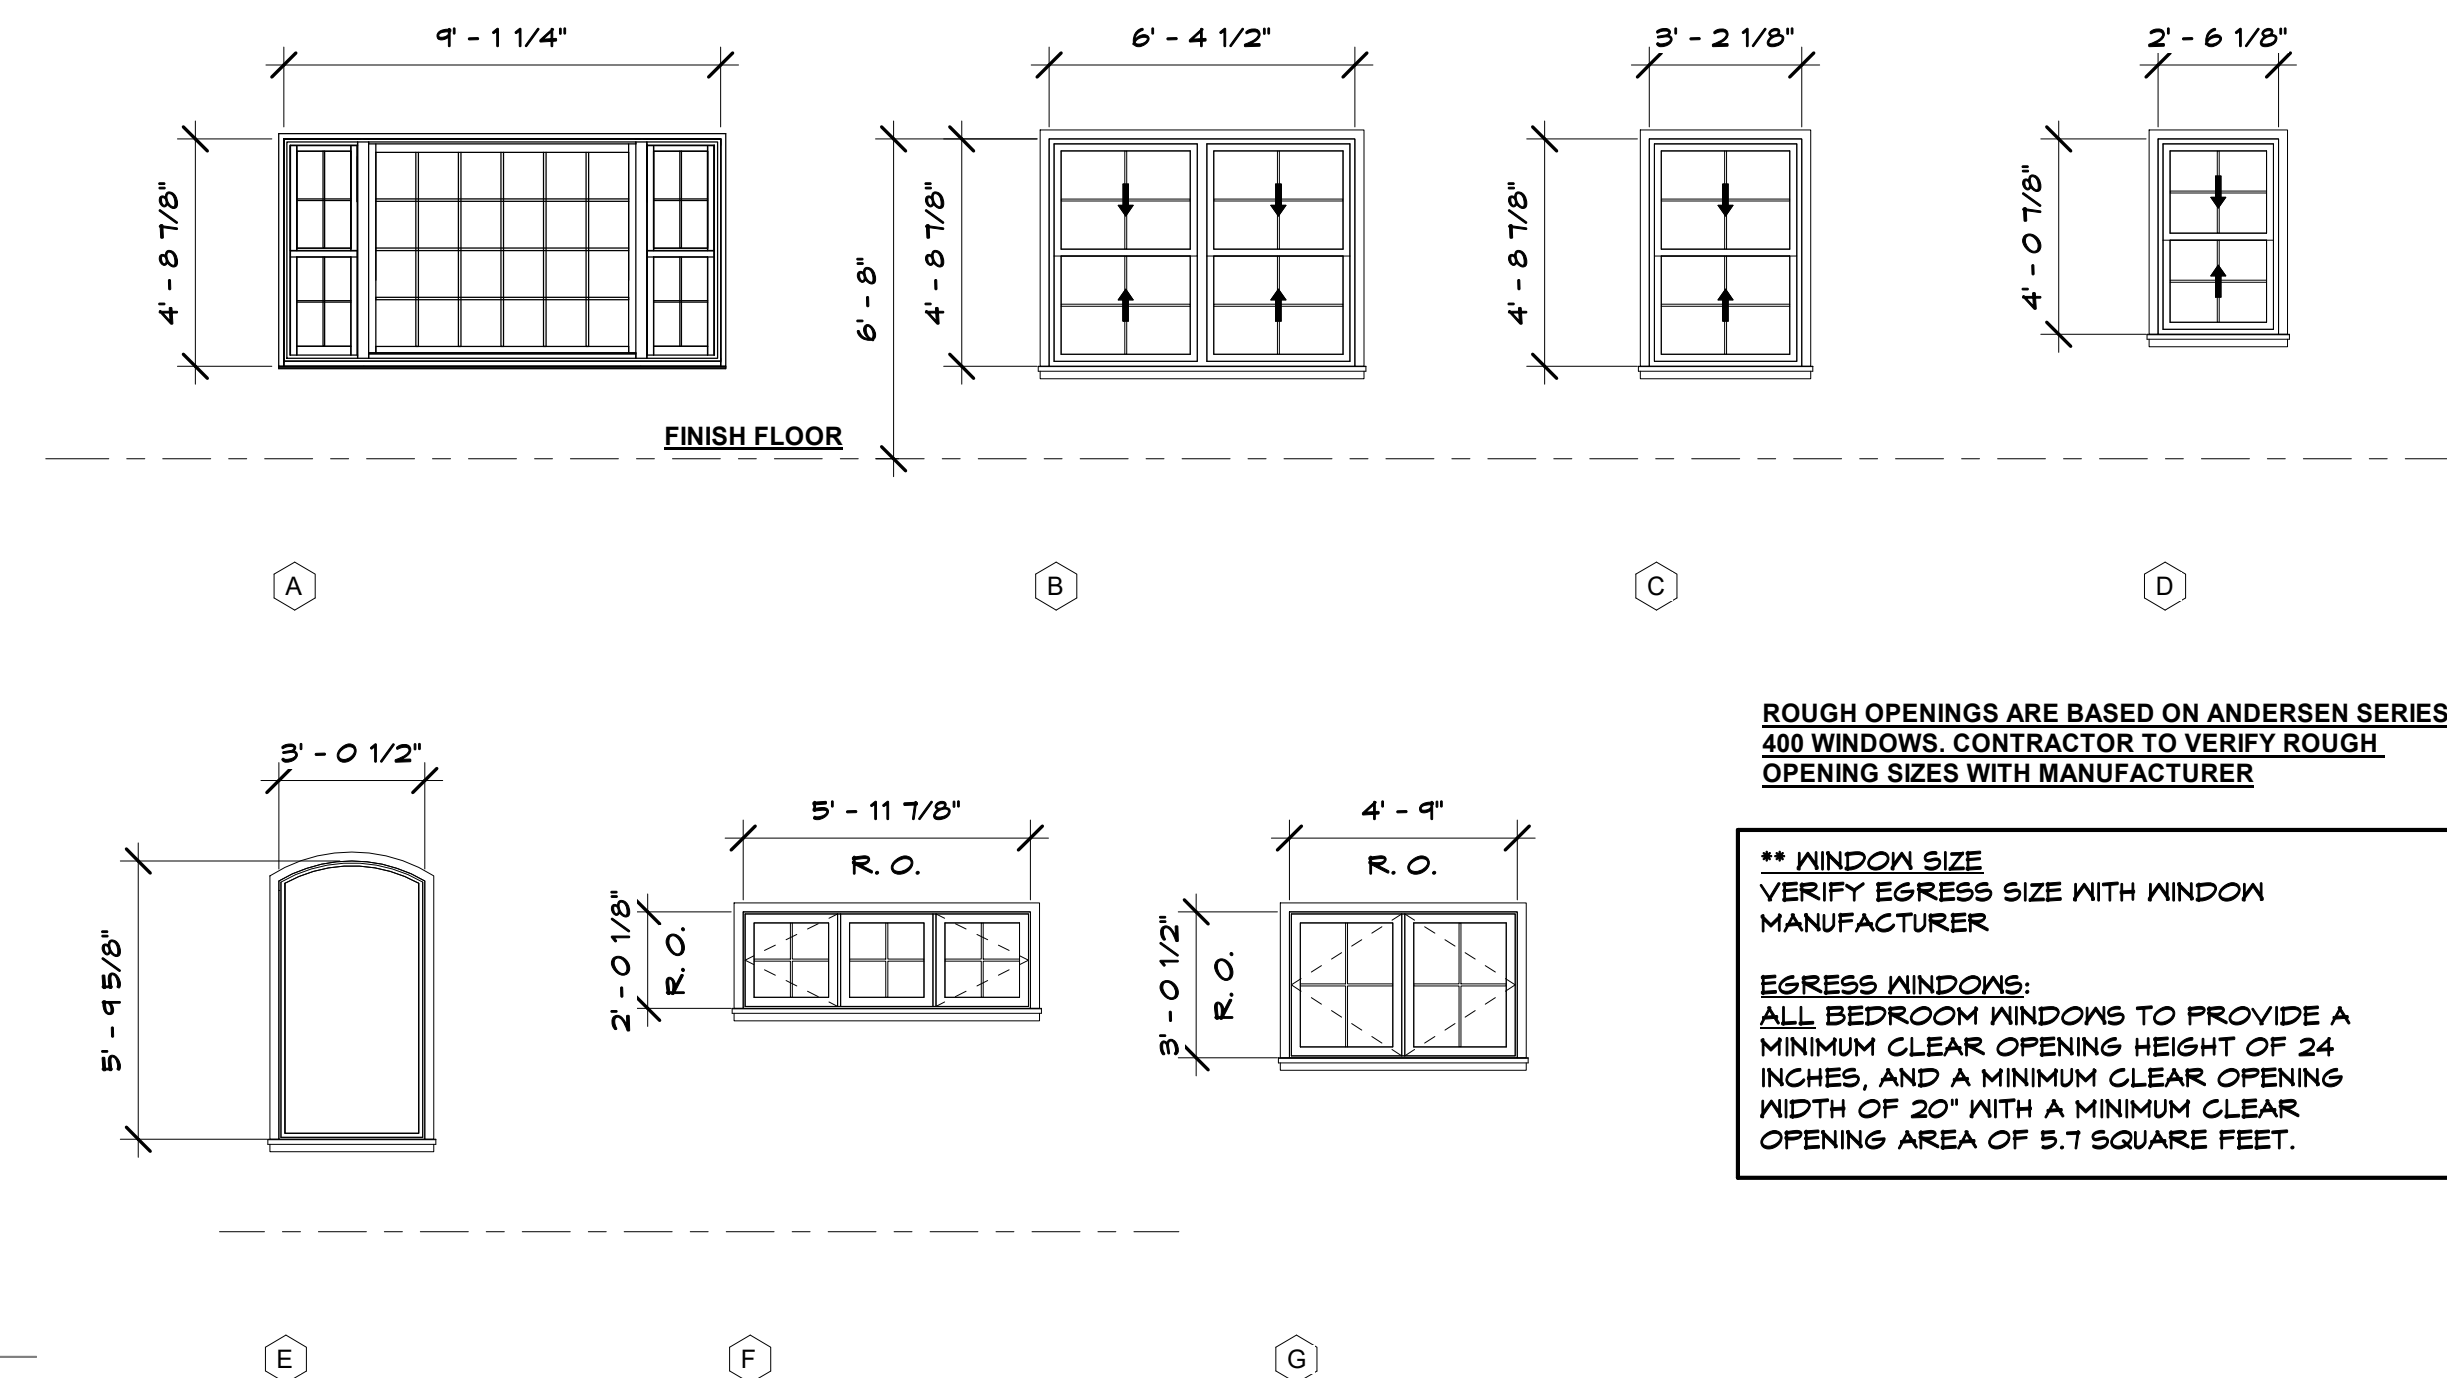 9' - 1 1/4"
6' - 4 1/2"
3' - 2 1/8"
2' - 6 1/8"
4' - 8 7/8"
6' - 8"
4' - 8 7/8"
4' - 8 7/8"
4' - 0 7/8"
FINISH FLOOR
A
B
C
D
ROUGH OPENINGS ARE BASED ON ANDERSEN SERIES
400 WINDOWS. CONTRACTOR TO VERIFY ROUGH
OPENING SIZES WITH MANUFACTURER
3' - 0 1/2"
5' - 9 5/8"
5' - 11 7/8"
R. O.
2' - 0 1/8"
R. O.
4' - 9"
R. O.
3' - 0 1/2"
R. O.
** WINDOW SIZE
VERIFY EGRESS SIZE WITH WINDOW
MANUFACTURER
EGRESS WINDOWS:
ALL BEDROOM WINDOWS TO PROVIDE A
MINIMUM CLEAR OPENING HEIGHT OF 24
INCHES, AND A MINIMUM CLEAR OPENING
WIDTH OF 20" WITH A MINIMUM CLEAR
OPENING AREA OF 5.7 SQUARE FEET.
E
F
G